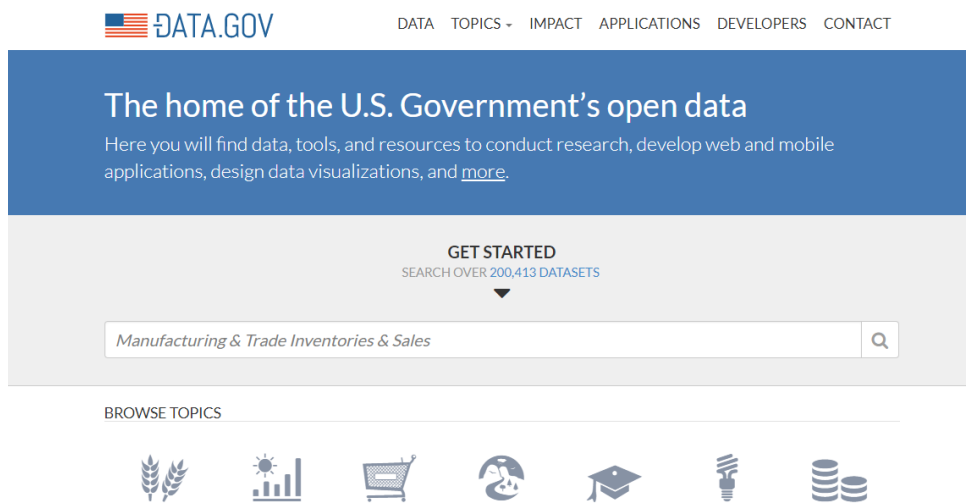 DATA.GOV
DATA TOPICS IMPACT APPLICATIONS DEVELOPERS CONTACT
The home of the U.S. Government's open data
Here you will find data, tools, and resources to conduct research, develop web and mobile
applications, design data visualizations, and more.
GET STARTED
SEARCH OVER 200,413 DATASETS
Manufacturing & Trade Inventories & Sales
BROWSE TOPICS